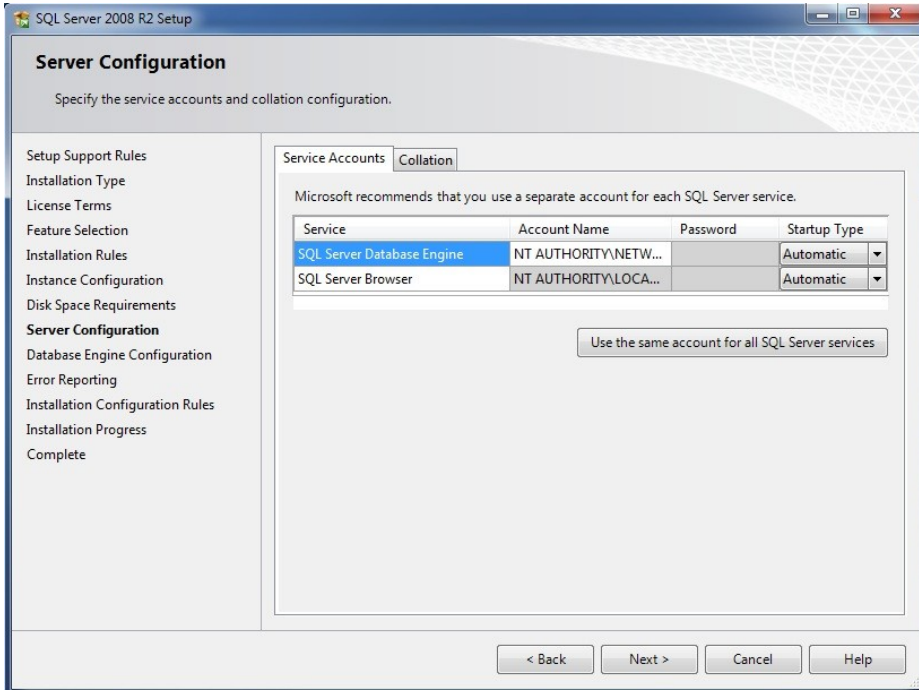 SQL Server 2008 R2 Setup
Server Configuration
Specify the service accounts and collation configuration.
Setup Support Rules
Installation Type
License Terms
Feature Selection
Installation Rules
Instance Configuration
Disk Space Requirements
Server Configuration
Database Engine Configuration
Error Reporting
Installation Configuration Rules
Installation Progress
Complete
Service Accounts Collation
Microsoft recommends that you use a separate account for each SQL Server service.
Service Account Name Password Startup Type
SQL Server Database Engine NT AUTHORITY\NETW... Automatic
SQL Server Browser NT AUTHORITY\LOCA... Automatic
Use the same account for all SQL Server services
< Back Next > Cancel Help